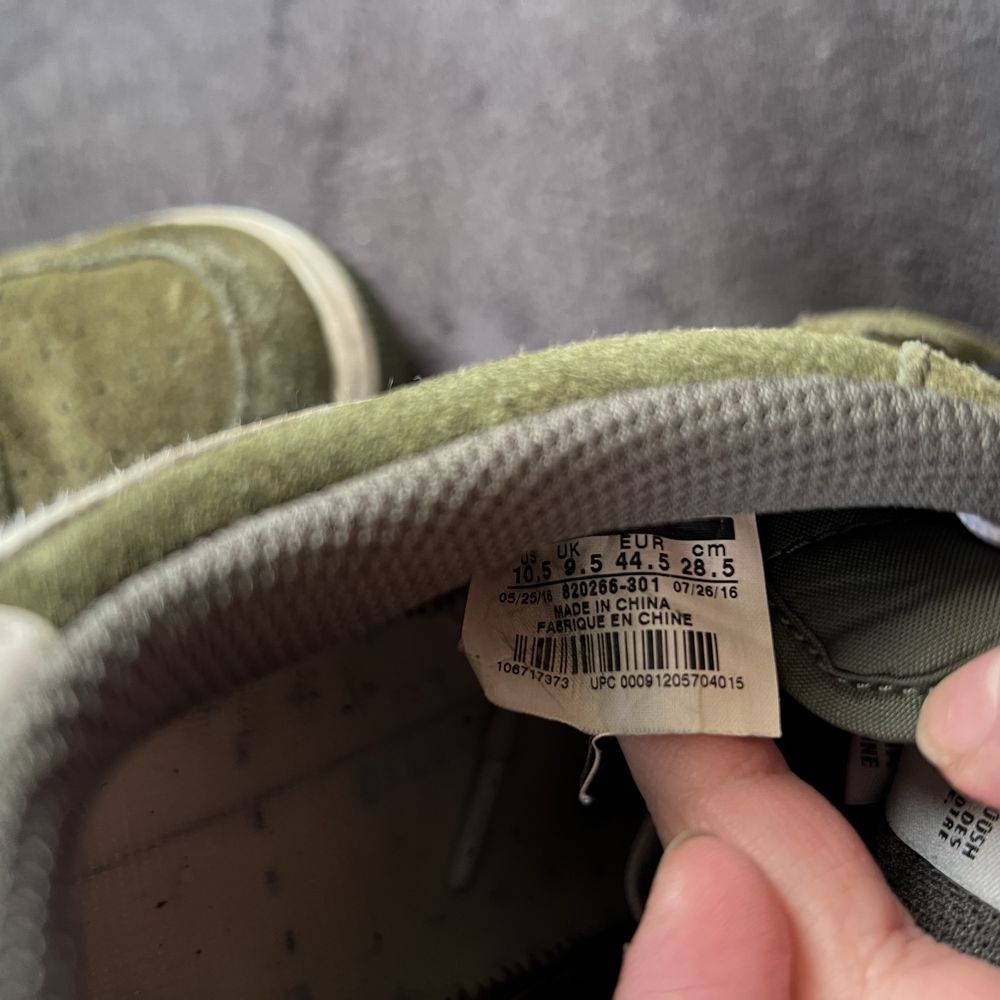 US UK EUR cm
10.5 9.5 44.5 28.5
05/25/16 820266-301 07/26/16
MADE IN CHINA
FABRIQUE EN CHINE
106717373 UPC 00091205704015
DES